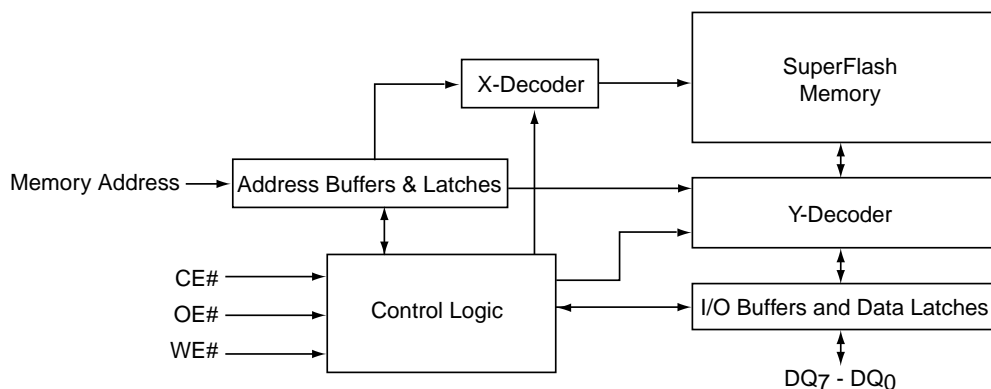 SuperFlash
Memory
X-Decoder
Memory Address
Address Buffers & Latches
Y-Decoder
CE#
OE#
WE#
Control Logic
I/O Buffers and Data Latches
DQ7 - DQ0